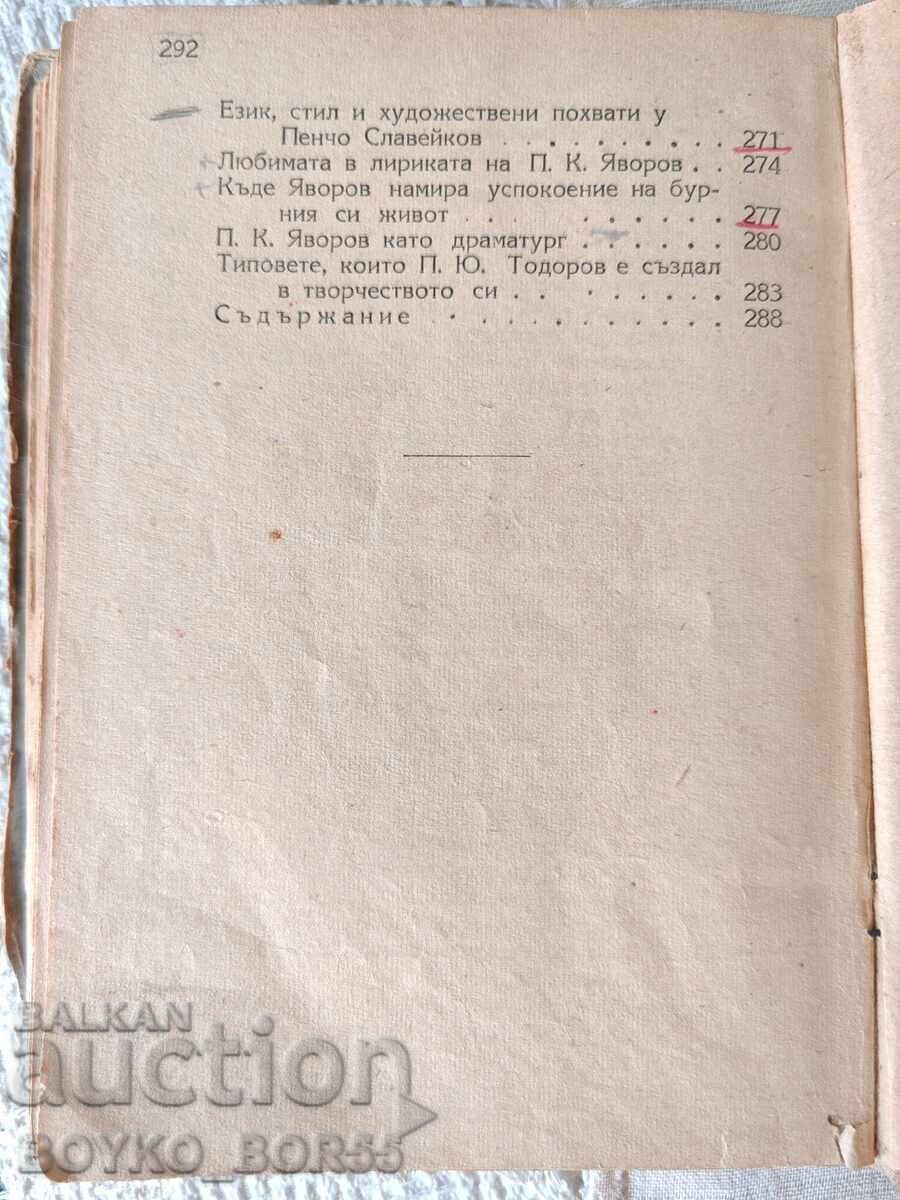 292
Език, стил и художествени похвати у
Пенчо Славейков . . . . . . . . . . 271
Любимата в лириката на П. К. Яворов . . 274
Къде Яворов намира успокоение на бур-
ния си живот . . . . . . . . . . 277
П. К. Яворов като драматург . . . . . . 280
Типовете, които П. Ю. Тодоров е създал
в творчеството си . . . . . . . . 283
Съдържание . . . . . . . . . . . 288
BALKAN
auction
BOYKO_BOR55